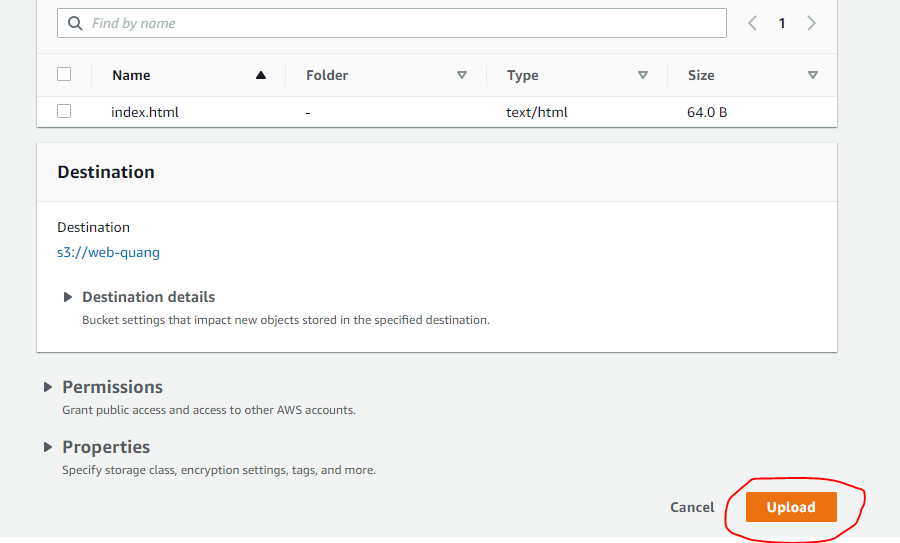 Find by name
1
Name Folder Type Size
index.html - text/html 64.0 B
Destination
Destination
s3://web-quang
Destination details
Bucket settings that impact new objects stored in the specified destination.
Permissions
Grant public access and access to other AWS accounts.
Properties
Specify storage class, encryption settings, tags, and more.
Cancel Upload